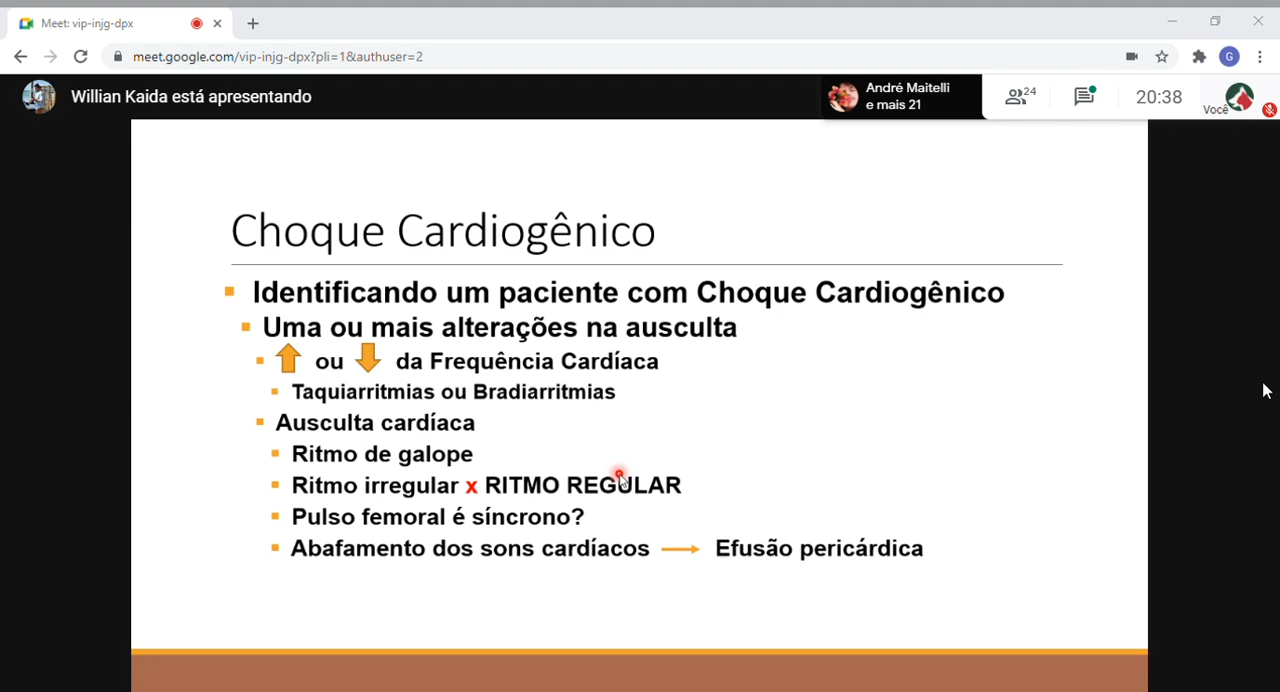 Meet: vip-injg-dpx
meet.google.com/vip-injg-dpx?pli=1&authuser=2
G
Willian Kaida está apresentando
André Maitelli
e mais 21
24
20:38
Você
Choque Cardiogênico
Identificando um paciente com Choque Cardiogênico
Uma ou mais alterações na ausculta
ou da Frequência Cardíaca
Taquiarritmias ou Bradiarritmias
Ausculta cardíaca
Ritmo de galope
Ritmo irregular x RITMO REGULAR
Pulso femoral é síncrono?
Abafamento dos sons cardíacos → Efusão pericárdica